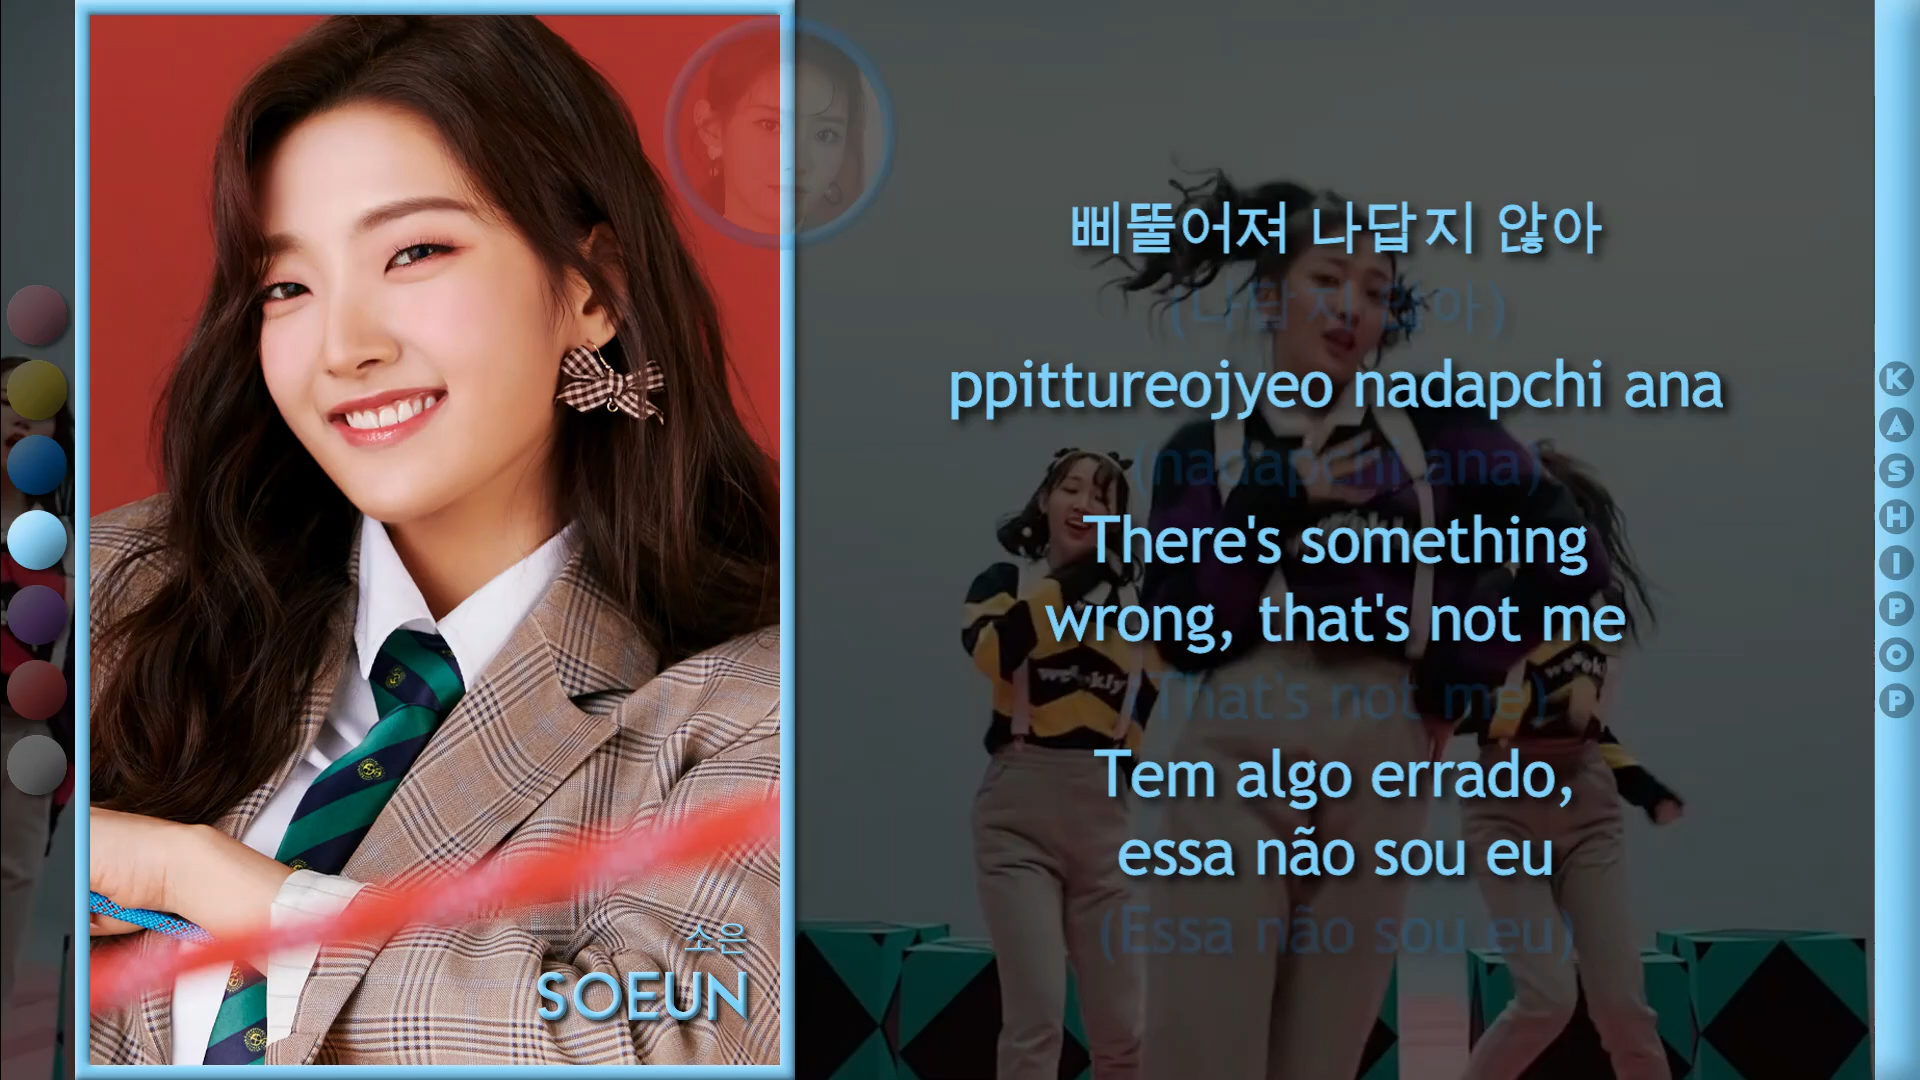 소은
SOEUN
삐뚤어져 나답지 않아
(나답지 않아)
ppittureojyeo nadapchi ana
(nadapchi ana)
There's something
wrong, that's not me
(That's not me)
Tem algo errado,
essa não sou eu
(Essa não sou eu)
weeekly
KASHIPOP